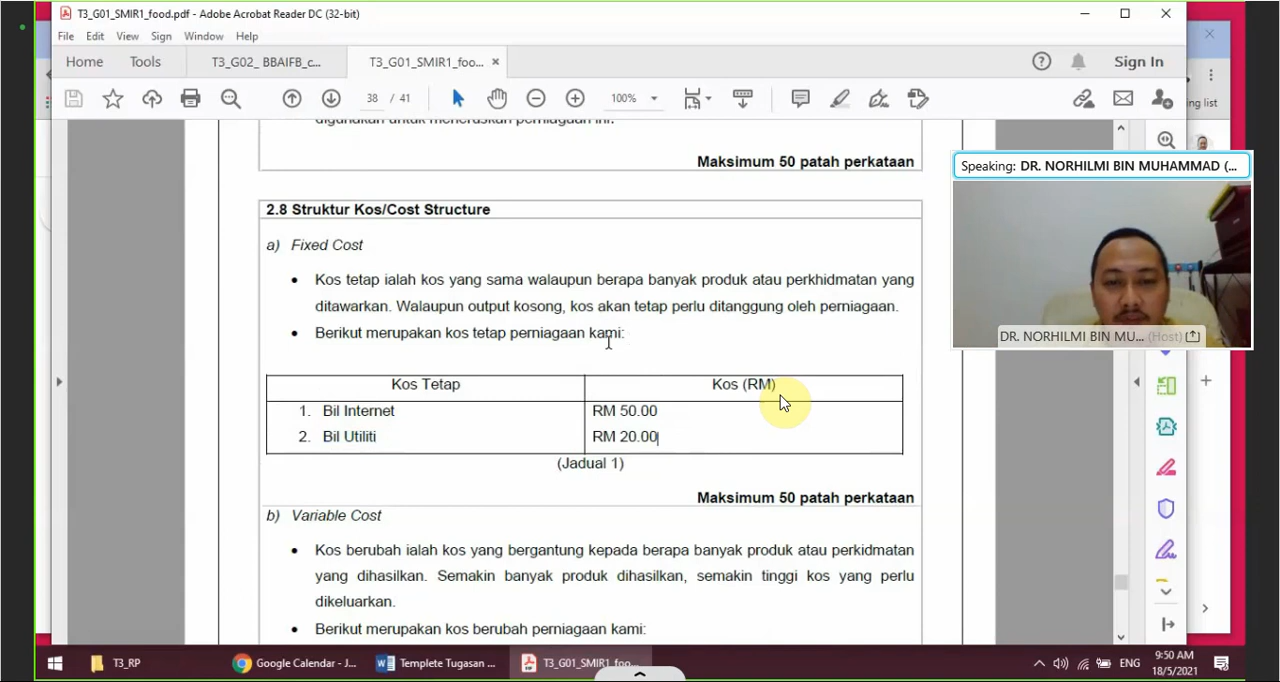 T3_G01_SMIR1_food.pdf - Adobe Acrobat Reader DC (32-bit)
File Edit View Sign Window Help
Home Tools T3_G02_ BBAIFB_c... T3_G01_SMIR1_foo... × Sign In
38 / 41 100%
ng list
digunakan untuk meneruskan perniagaan ini.
Maksimum 50 patah perkataan
Speaking: DR. NORHILMI BIN MUHAMMAD (...
DR. NORHILMI BIN MU... (Host)
2.8 Struktur Kos/Cost Structure
a) Fixed Cost
• Kos tetap ialah kos yang sama walaupun berapa banyak produk atau perkhidmatan yang
ditawarkan. Walaupun output kosong, kos akan tetap perlu ditanggung oleh perniagaan.
• Berikut merupakan kos tetap perniagaan kami:
Kos Tetap Kos (RM)
1. Bil Internet RM 50.00
2. Bil Utiliti RM 20.00
(Jadual 1)
Maksimum 50 patah perkataan
b) Variable Cost
• Kos berubah ialah kos yang bergantung kepada berapa banyak produk atau perkidmatan
yang dihasilkan. Semakin banyak produk dihasilkan, semakin tinggi kos yang perlu
dikeluarkan.
• Berikut merupakan kos berubah perniagaan kami:
T3_RP Google Calendar - J... Templete Tugasan ... T3_G01_SMIR1_foo... ENG
9:50 AM
18/5/2021